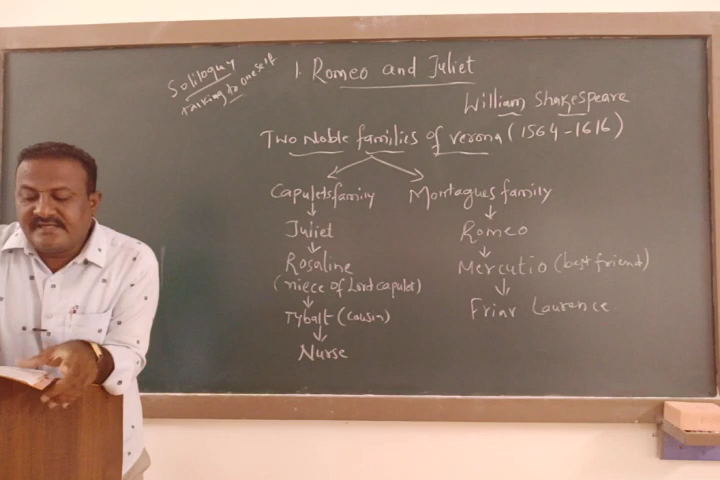 Soliloquy
talking to oneself
1. Romeo and Juliet
William Shakespeare
Two Noble families of Verona (1564-1616)
Capulets family
Montagues family
Juliet
Romeo
Rosaline
(niece of Lord capulet)
Mercutio (best friend)
Tybalt (cousin)
Friar Laurence.
Nurse